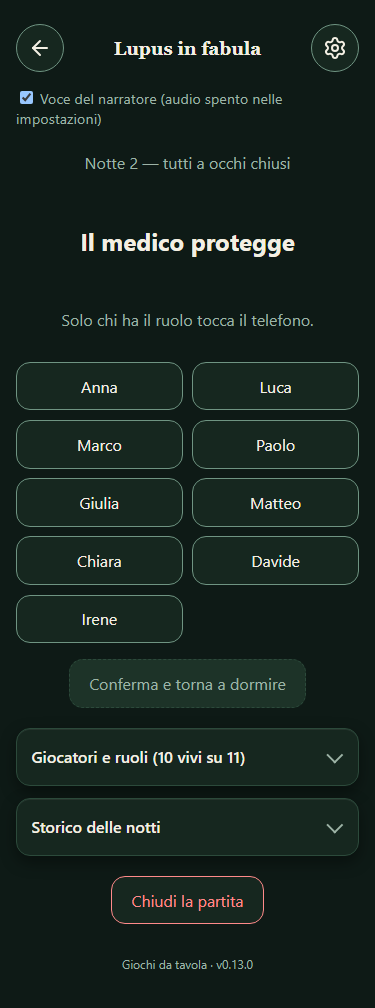 Lupus in fabula
Voce del narratore (audio spento nelle
impostazioni)
Notte 2 — tutti a occhi chiusi
Il medico protegge
Solo chi ha il ruolo tocca il telefono.
Anna
Luca
Marco
Paolo
Giulia
Matteo
Chiara
Davide
Irene
Conferma e torna a dormire
Giocatori e ruoli (10 vivi su 11)
Storico delle notti
Chiudi la partita
Giochi da tavola · v0.13.0